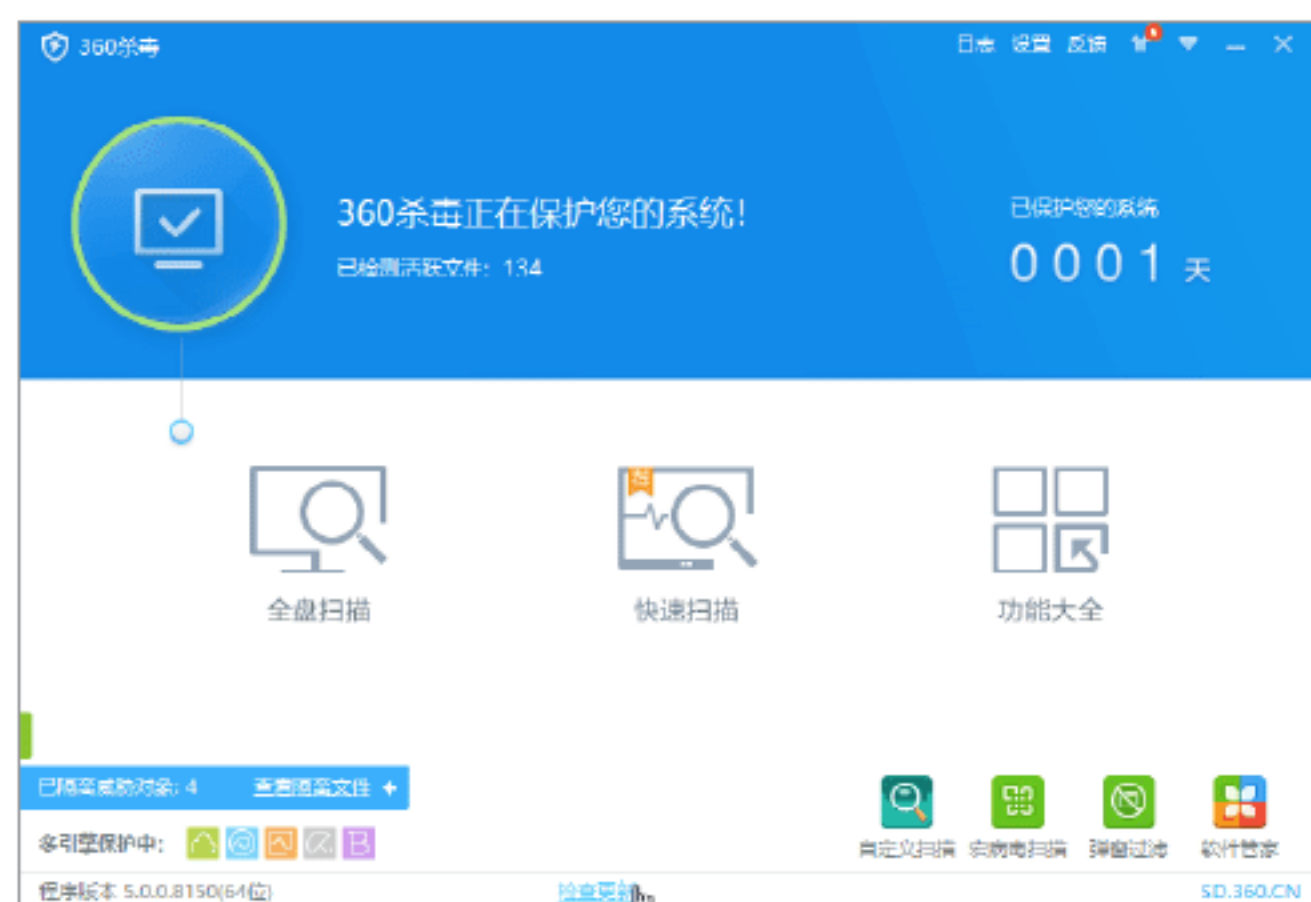 360杀毒
日志 设置 反馈
360杀毒正在保护您的系统!
已检测活跃文件: 134
已保护您的系统
0001 天
荐
全盘扫描
快速扫描
功能大全
已隔离威胁对象: 4 查看隔离文件
多引擎保护中:
自定义扫描 宏病毒扫描 弹窗过滤 软件管家
程序版本 5.0.0.8150(64位) 检查更新 SD.360.CN